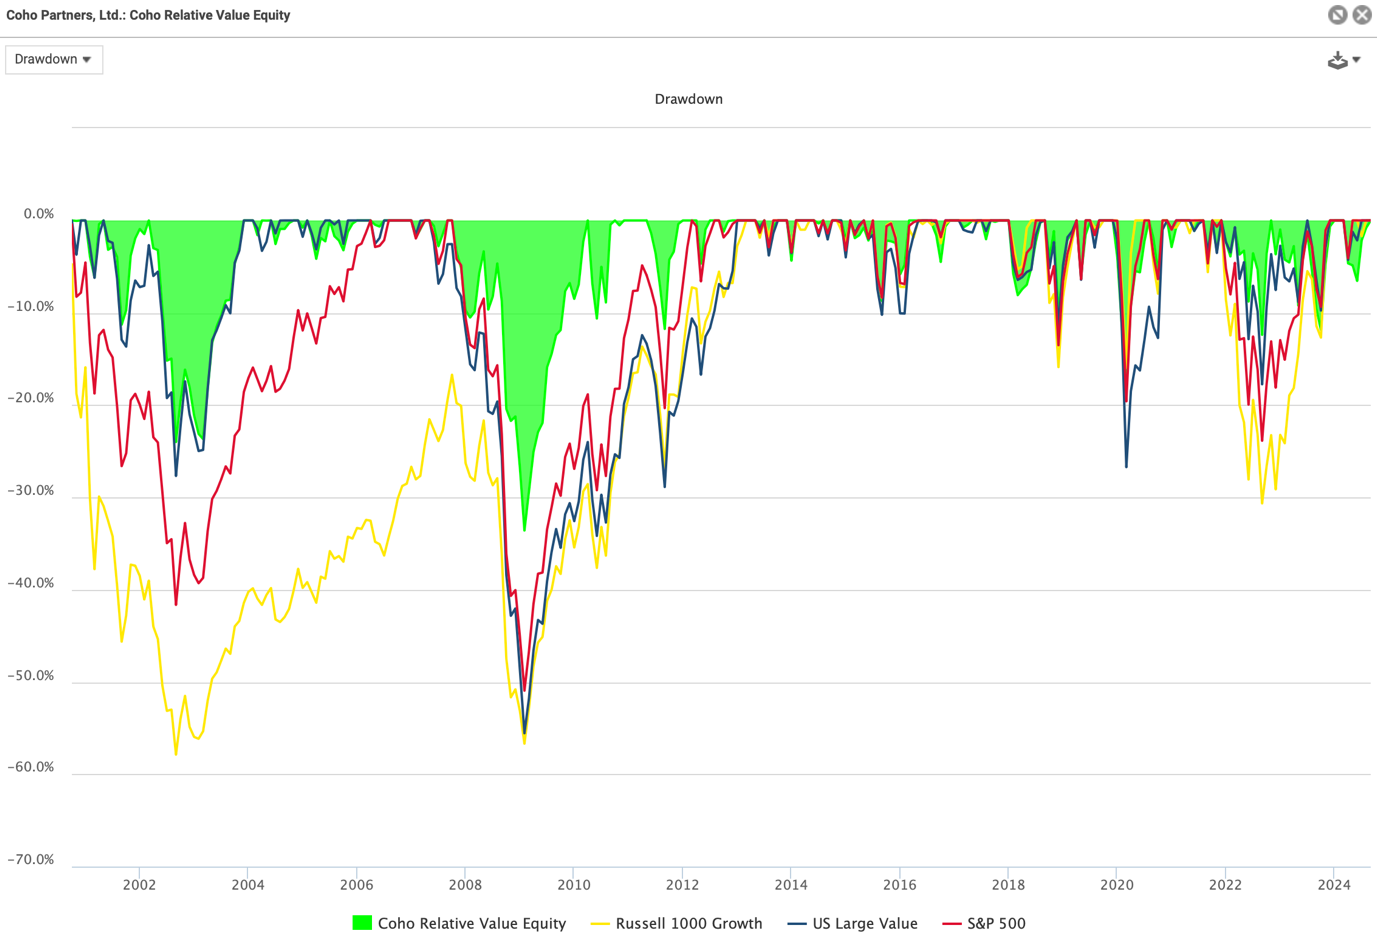 Coho Partners, Ltd.: Coho Relative Value Equity
Drawdown
Drawdown
0.0%
-10.0%
-20.0%
-30.0%
-40.0%
-50.0%
-60.0%
-70.0%
2002 2004 2006 2008 2010 2012 2014 2016 2018 2020 2022 2024
Coho Relative Value Equity Russell 1000 Growth US Large Value S&P 500